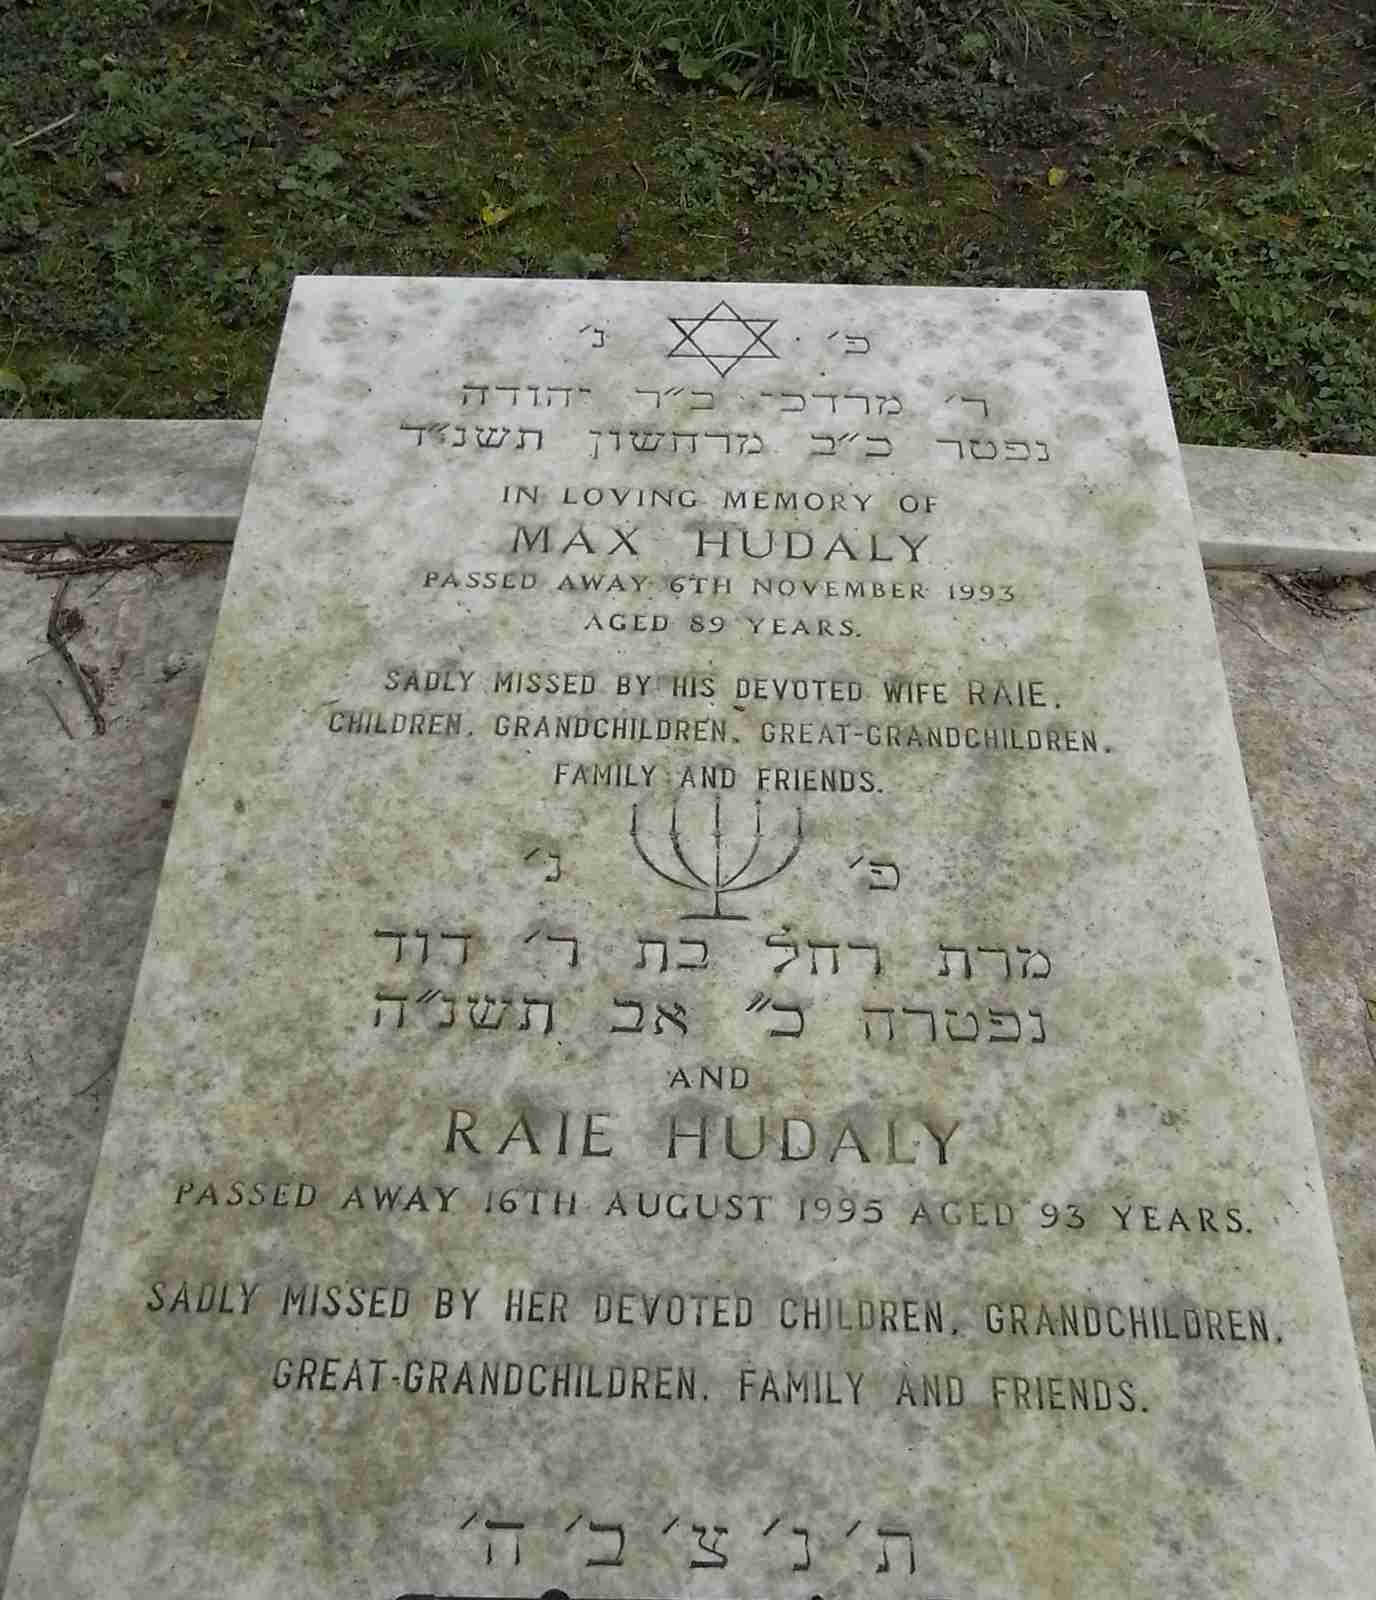 פ׳ נ׳
ר׳ מרדכי ב״ר יהודה
נפטר כ״ב מרחשון תשנ״ד
IN LOVING MEMORY OF
MAX HUDALY
PASSED AWAY 6TH NOVEMBER 1993
AGED 89 YEARS.
SADLY MISSED BY HIS DEVOTED WIFE RAIE,
CHILDREN, GRANDCHILDREN, GREAT-GRANDCHILDREN,
FAMILY AND FRIENDS.
פ׳ נ׳
מרת רחל בת ר׳ דוד
נפטרה כ״ אב תשנ״ה
AND
RAIE HUDALY
PASSED AWAY 16TH AUGUST 1995 AGED 93 YEARS.
SADLY MISSED BY HER DEVOTED CHILDREN, GRANDCHILDREN,
GREAT-GRANDCHILDREN, FAMILY AND FRIENDS.
ת׳ נ׳ צ׳ ב׳ ה׳